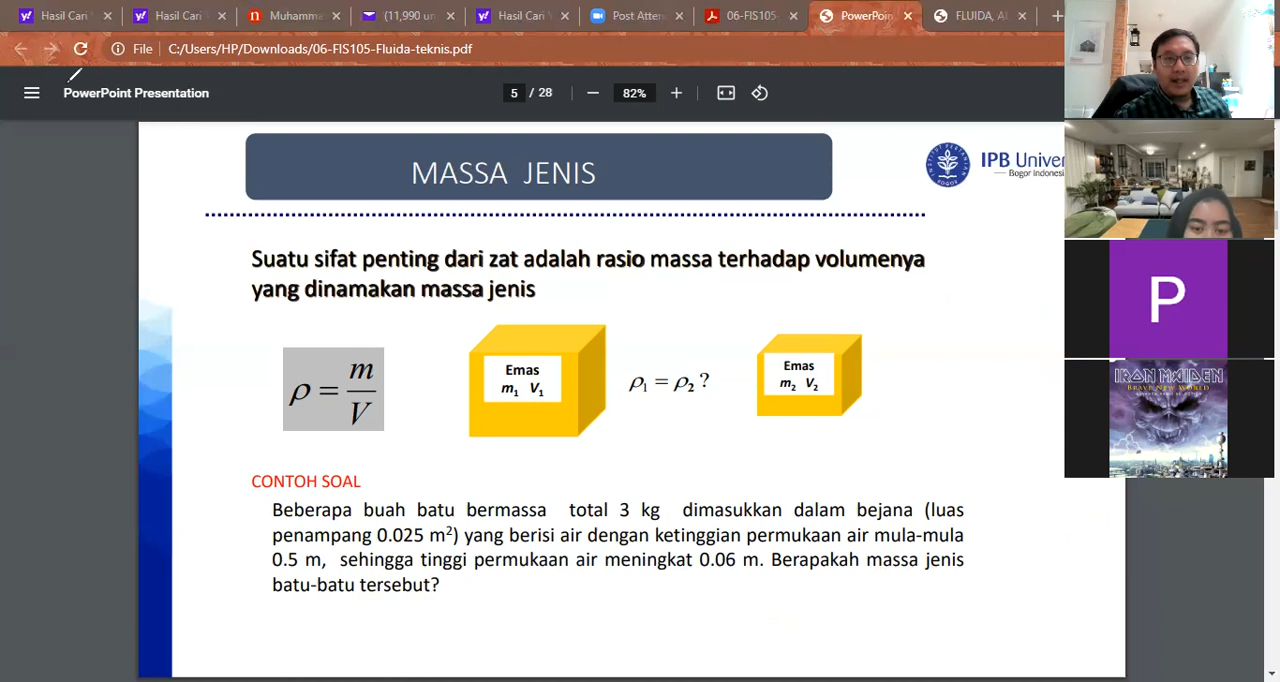 Hasil Cari
Hasil Cari
Muhamma
(11,990 un
Hasil Cari
Post Atten
06-FIS105-
PowerPoin
FLUIDA, A
File
C:/Users/HP/Downloads/06-FIS105-Fluida-teknis.pdf
PowerPoint Presentation
5 / 28
82%
MASSA JENIS
IPB Univer
Bogor Indonesi
Suatu sifat penting dari zat adalah rasio massa terhadap volumenya
yang dinamakan massa jenis
ρ = m/V
Emas
m₁ V₁
ρ₁ = ρ₂ ?
Emas
m₂ V₂
CONTOH SOAL
Beberapa buah batu bermassa total 3 kg dimasukkan dalam bejana (luas
penampang 0.025 m²) yang berisi air dengan ketinggian permukaan air mula-mula
0.5 m, sehingga tinggi permukaan air meningkat 0.06 m. Berapakah massa jenis
batu-batu tersebut?
P
IRON MAIDEN
BRAVE NEW WORLD